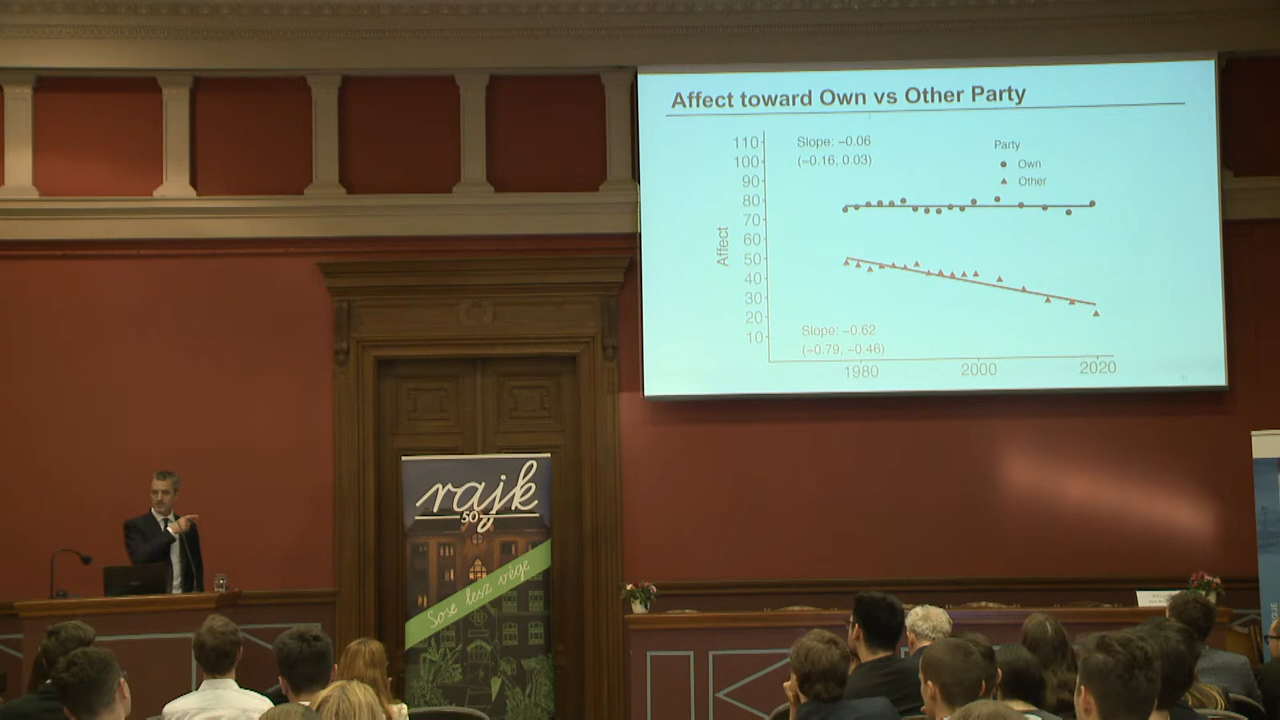 Affect toward Own vs Other Party
Slope: −0.06
(−0.16, 0.03)
Party
Own
Other
Affect
110
100
90
80
70
60
50
40
30
20
10
Slope: −0.62
(−0.79, −0.46)
1980
2000
2020
rajk
50
Sose lesz vége